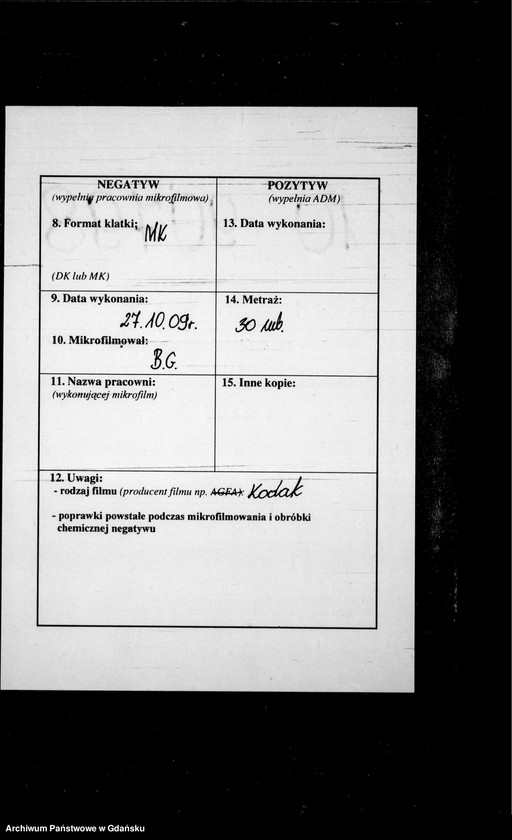 NEGATYW
(wypełnia pracownia mikrofilmowa)
8. Format klatki:
MK
(DK lub MK)
9. Data wykonania:
27.10.09r.
10. Mikrofilmował:
B.G.
11. Nazwa pracowni:
(wykonującej mikrofilm)
POZYTYW
(wypełnia ADM)
13. Data wykonania:
14. Metraż:
30 mb.
15. Inne kopie:
12. Uwagi:
- rodzaj filmu (producent filmu np. AGFA): Kodak
- poprawki powstałe podczas mikrofilmowania i obróbki
chemicznej negatywu
Archiwum Państwowe w Gdańsku